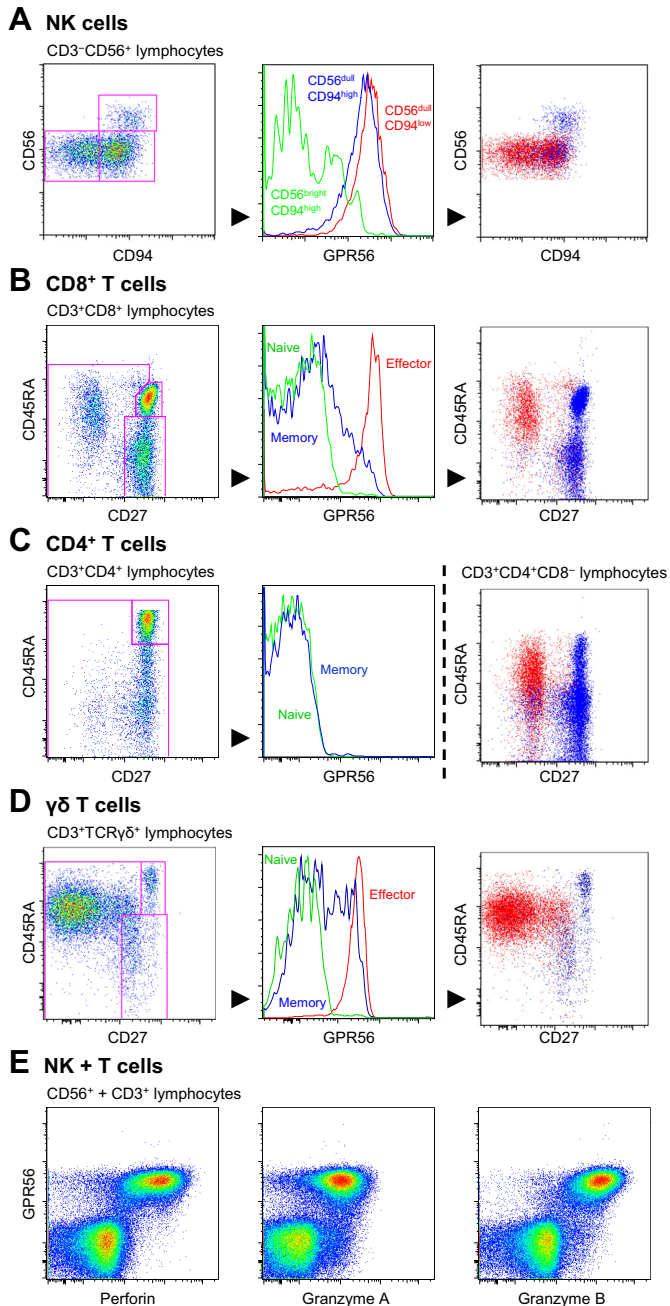 A NK cells
CD3⁻CD56⁺ lymphocytes
CD56
CD94
CD56ᵈᵘˡˡ
CD94ʰⁱᵍʰ
CD56ᵈᵘˡˡ
CD94ˡᵒʷ
CD56ᵇʳⁱᵍʰᵗ
CD94ʰⁱᵍʰ
GPR56
CD56
CD94
B CD8⁺ T cells
CD3⁺CD8⁺ lymphocytes
CD45RA
CD27
Naive
Effector
Memory
GPR56
CD45RA
CD27
C CD4⁺ T cells
CD3⁺CD4⁺ lymphocytes
CD45RA
CD27
Memory
Naive
GPR56
CD3⁺CD4⁺CD8⁻ lymphocytes
CD45RA
CD27
D γδ T cells
CD3⁺TCRγδ⁺ lymphocytes
CD45RA
CD27
Naive
Effector
Memory
GPR56
CD45RA
CD27
E NK + T cells
CD56⁺ + CD3⁺ lymphocytes
GPR56
Perforin
Granzyme A
Granzyme B